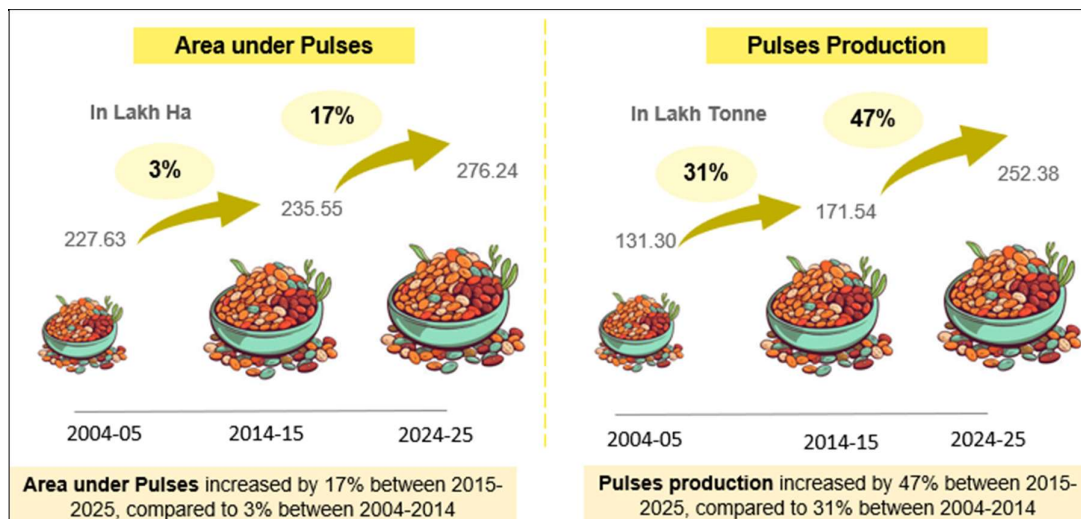 Area under Pulses
In Lakh Ha
17%
3%
276.24
235.55
227.63
2004-05
2014-15
2024-25
Area under Pulses increased by 17% between 2015-
2025, compared to 3% between 2004-2014
Pulses Production
In Lakh Tonne
47%
31%
252.38
171.54
131.30
2004-05
2014-15
2024-25
Pulses production increased by 47% between 2015-
2025, compared to 31% between 2004-2014